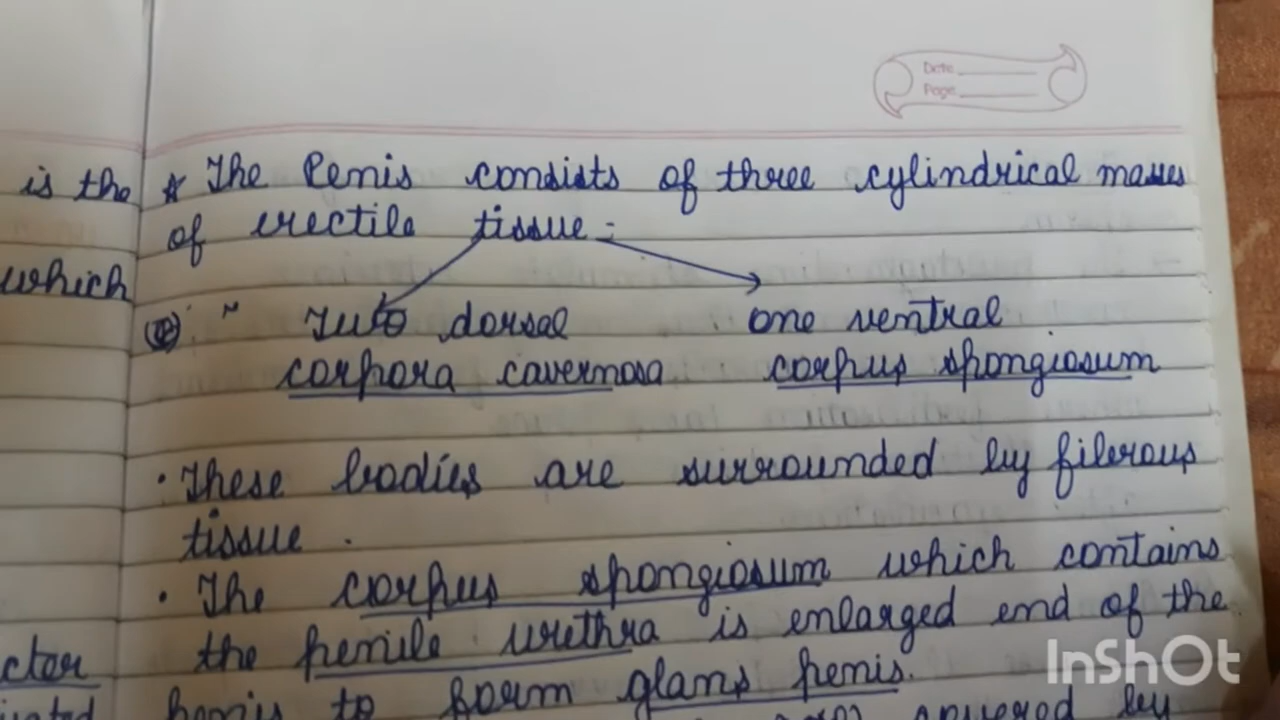 Date
Page
is the
★ The Penis consists of three cylindrical masses
of erectile tissue :-
which
Two dorsal one ventral
corpora cavernosa corpus spongiosum
• These bodies are surrounded by fibrous
tissue .
• The corpus spongiosum which contains
the penile urethra is enlarged end of the
cter
penis to form glans penis.
covered by
InShOt